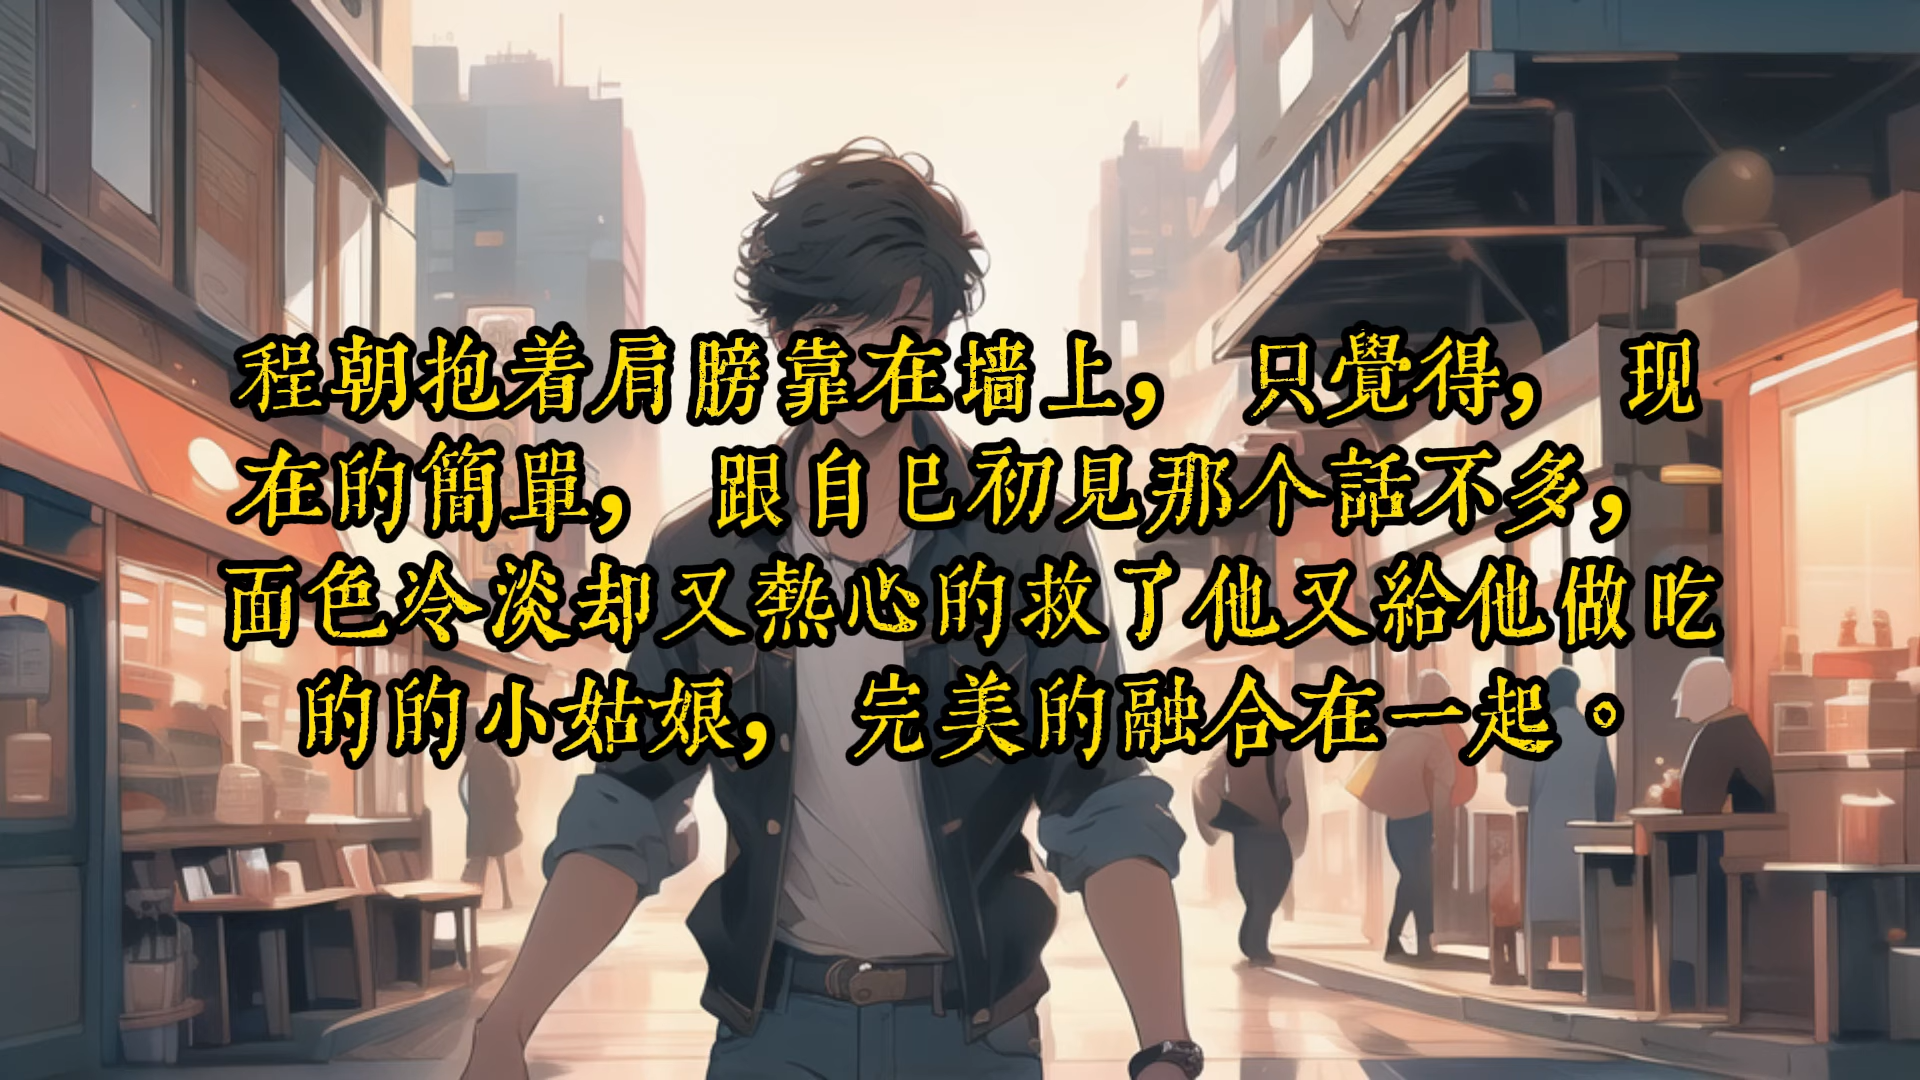 程朝抱着肩膀靠在墙上，只覺得，现
在的簡單，跟自已初見那个話不多，
面色冷淡却又熱心的救了他又給他做吃
的的小姑娘，完美的融合在一起。